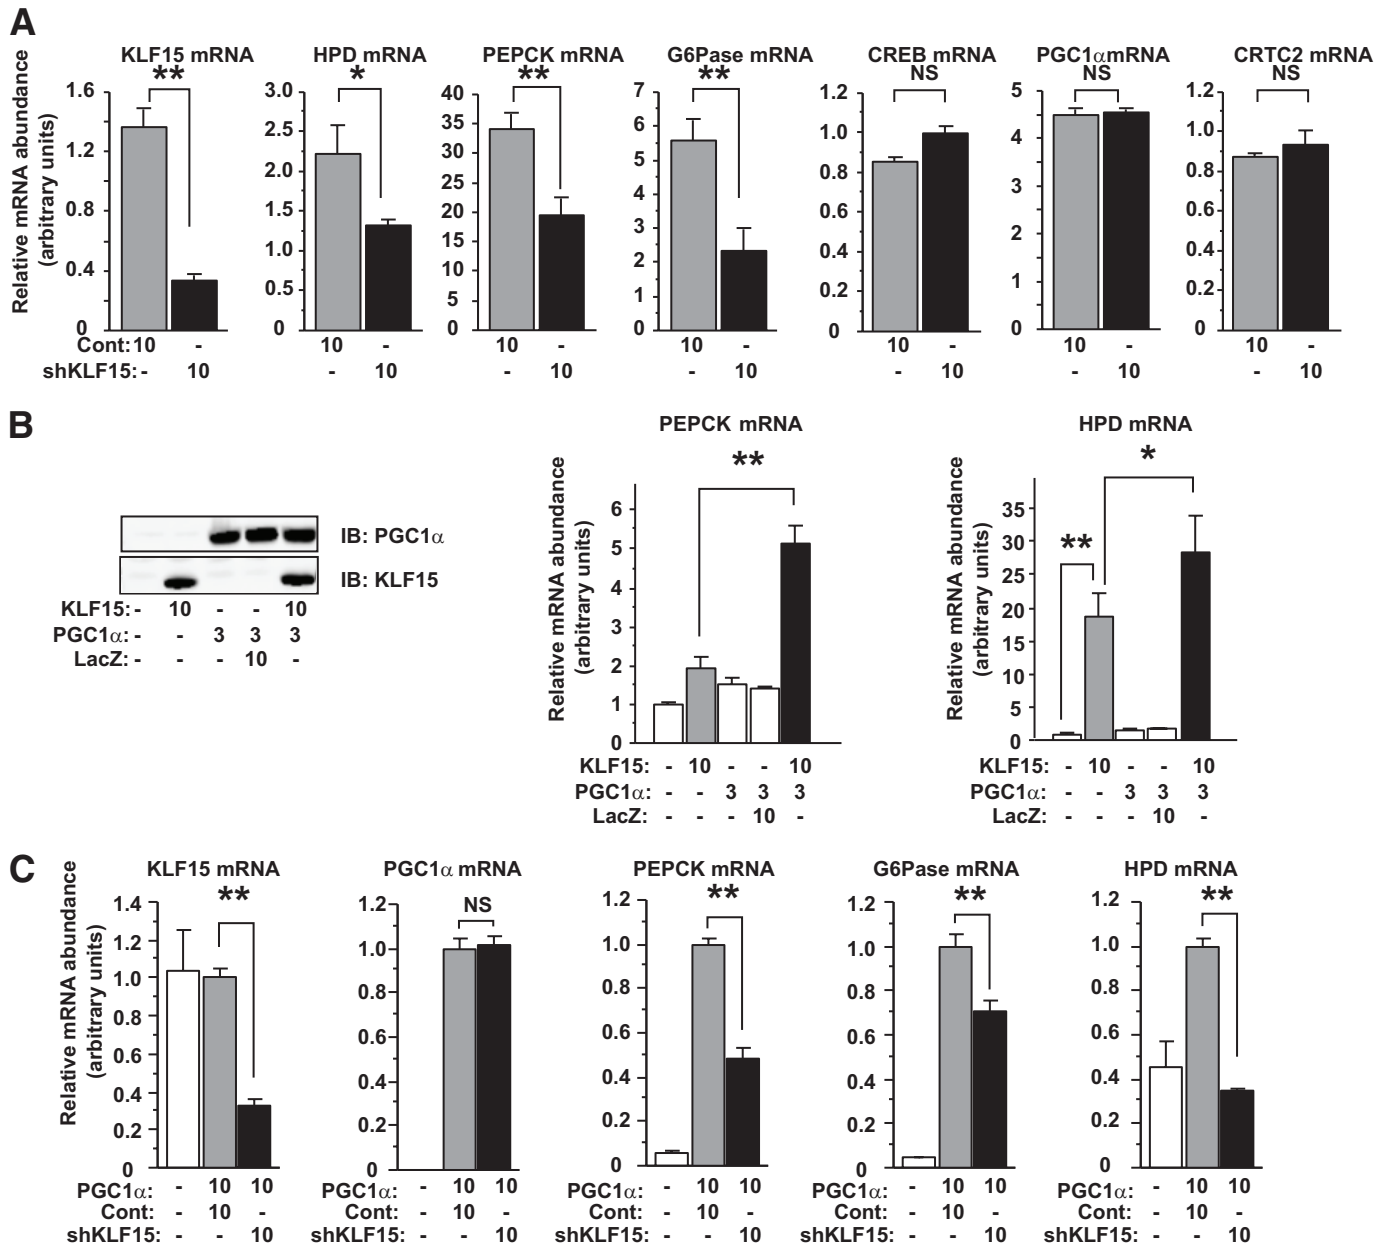 A
KLF15 mRNA HPD mRNA PEPCK mRNA G6Pase mRNA CREB mRNA PGC1αmRNA CRTC2 mRNA
** * ** ** NS NS NS
Relative mRNA abundance
(arbitrary units)
1.6 1.2 0.8 0.4 0
3.0 2.5 2.0 1.5 1.0 0.5 0
40 35 30 25 20 15 10 5 0
7 6 5 4 3 2 1 0
1.2 1.0 0.8 0.6 0.4 0.2 0
5 4 3 2 1 0
1.2 1.0 0.8 0.6 0.4 0.2 0
Cont: 10 - 10 - 10 - 10 - 10 - 10 - 10 -
shKLF15: - 10 - 10 - 10 - 10 - 10 - 10 - 10
B
IB: PGC1α
IB: KLF15
KLF15: - 10 - - 10
PGC1α: - - 3 3 3
LacZ: - - - 10 -
PEPCK mRNA
**
Relative mRNA abundance
(arbitrary units)
6 5 4 3 2 1 0
KLF15: - 10 - - 10
PGC1α: - - 3 3 3
LacZ: - - - 10 -
HPD mRNA
*
**
Relative mRNA abundance
(arbitrary units)
35 30 25 20 15 10 5 0
KLF15: - 10 - - 10
PGC1α: - - 3 3 3
LacZ: - - - 10 -
C
KLF15 mRNA PGC1α mRNA PEPCK mRNA G6Pase mRNA HPD mRNA
** NS ** ** **
Relative mRNA abundance
(arbitrary units)
1.4 1.2 1.0 0.8 0.6 0.4 0.2 0
1.2 1.0 0.8 0.6 0.4 0.2 0
1.2 1.0 0.8 0.6 0.4 0.2 0
1.2 1.0 0.8 0.6 0.4 0.2 0
1.2 1.0 0.8 0.6 0.4 0.2 0
PGC1α: - 10 10 PGC1α: - 10 10 PGC1α: - 10 10 PGC1α: - 10 10 PGC1α: - 10 10
Cont: - 10 - Cont: - 10 - Cont: - 10 - Cont: - 10 - Cont: - 10 -
shKLF15: - - 10 shKLF15: - - 10 shKLF15: - - 10 shKLF15: - - 10 shKLF15: - - 10